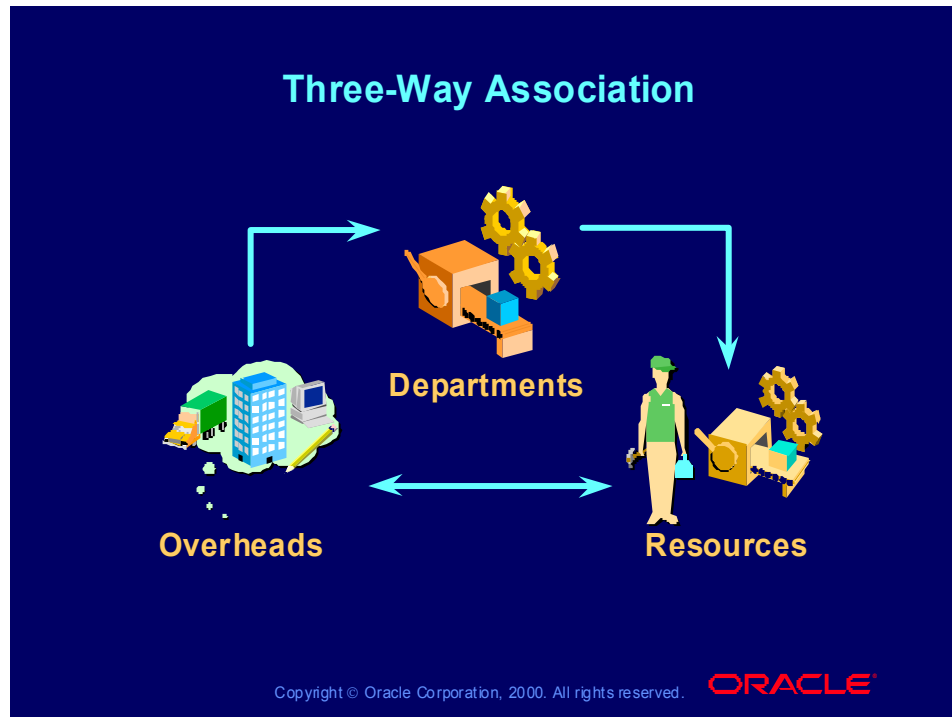 Three-Way Association
Departments
Overheads
Resources
Copyright © Oracle Corporation, 2000. All rights reserved.
ORACLE®